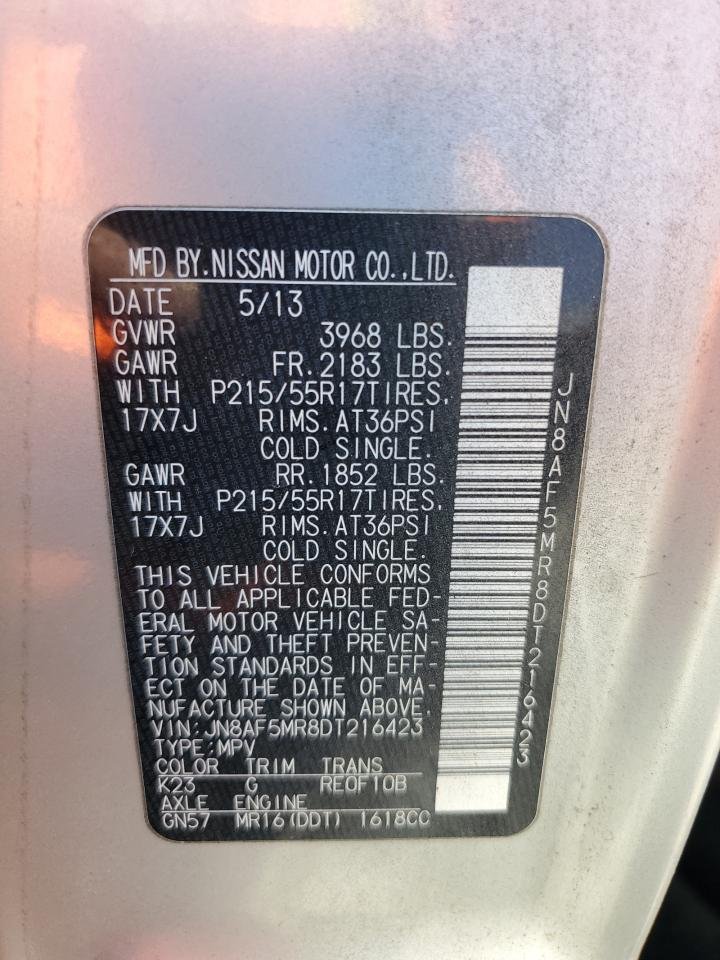 MFD BY.NISSAN MOTOR CO.,LTD.
DATE 5/13
GVWR 3968 LBS.
GAWR FR.2183 LBS.
WITH P215/55R17TIRES,
17X7J RIMS.AT36PSI
COLD SINGLE.
GAWR RR.1852 LBS.
WITH P215/55R17TIRES,
17X7J RIMS.AT36PSI
COLD SINGLE.
THIS VEHICLE CONFORMS
TO ALL APPLICABLE FED-
ERAL MOTOR VEHICLE SA-
FETY AND THEFT PREVEN-
TION STANDARDS IN EFF-
ECT ON THE DATE OF MA-
NUFACTURE SHOWN ABOVE.
VIN:JN8AF5MR8DT216423
TYPE:MPV
COLOR TRIM TRANS
K23 G RE0F10B
AXLE ENGINE
GN57 MR16(DDT) 1618CC
JN8AF5MR8DT216423